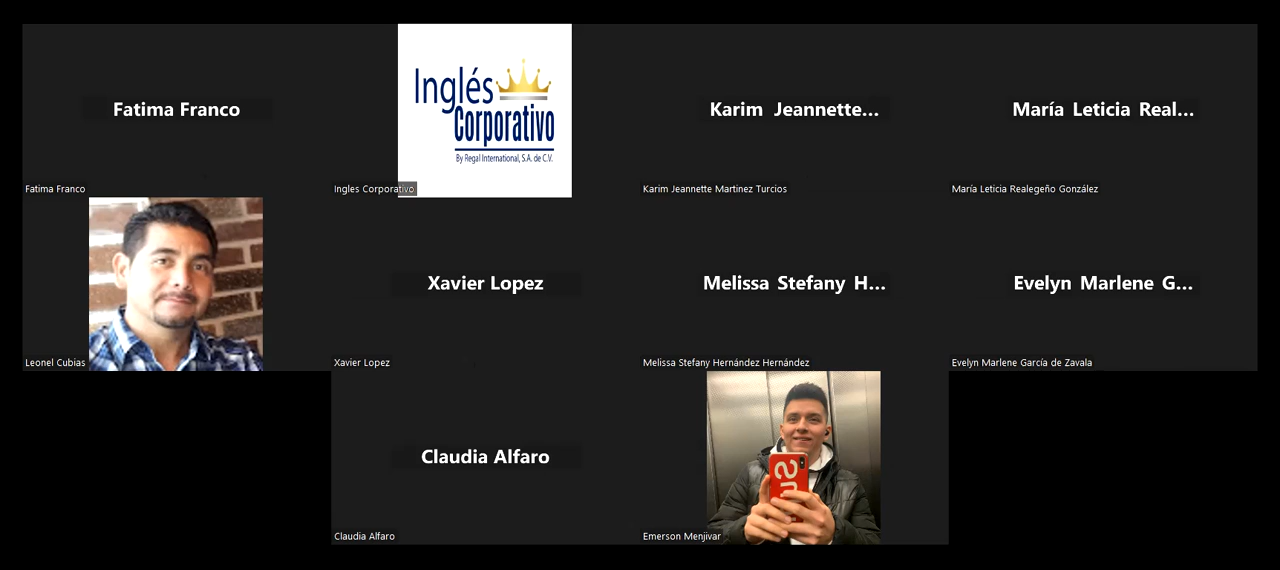 Fatima Franco
Fatima Franco
Inglés
Corporativo
By Regal International, S.A. de C.V.
Ingles Corporativo
Karim Jeannette...
Karim Jeannette Martinez Turcios
María Leticia Real...
María Leticia Realegeño González
Leonel Cubías
Xavier Lopez
Xavier Lopez
Melissa Stefany H...
Melissa Stefany Hernández Hernández
Evelyn Marlene G...
Evelyn Marlene García de Zavala
Claudia Alfaro
Claudia Alfaro
Emerson Menjivar